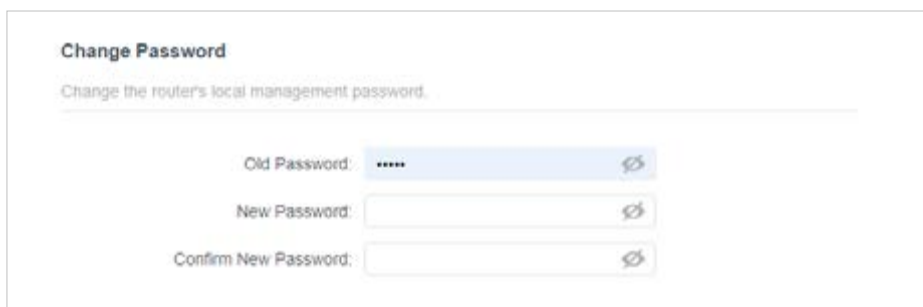 Change Password
Change the router's local management password.
Old Password: •••••
New Password:
Confirm New Password: